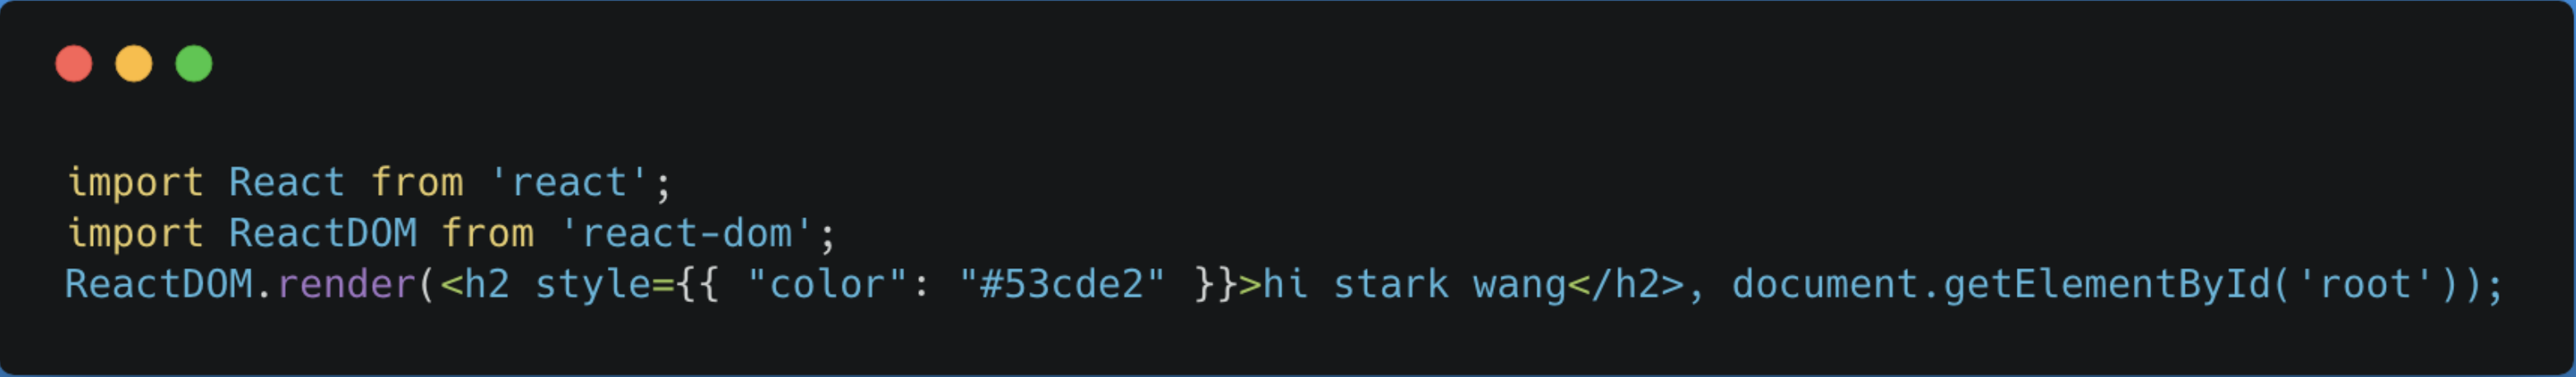 import React from 'react';
import ReactDOM from 'react-dom';
ReactDOM.render(<h2 style={{ "color": "#53cde2" }}>hi stark wang</h2>, document.getElementById('root'));